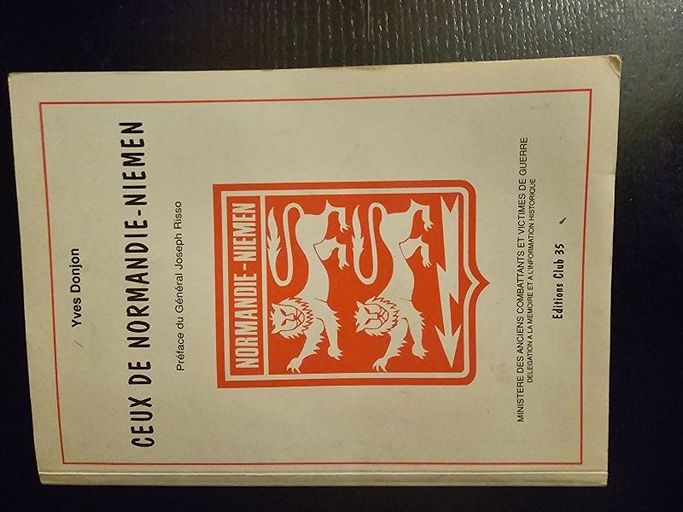 Yves Donjon
CEUX DE NORMANDIE-NIEMEN
Préface du Général Joseph Risso
NORMANDIE-NIEMEN
MINISTERE DES ANCIENS COMBATTANTS ET VICTIMES DE GUERRE
DELEGATION A LA MEMOIRE ET A L'INFORMATION HISTORIQUE
Editions Club 35